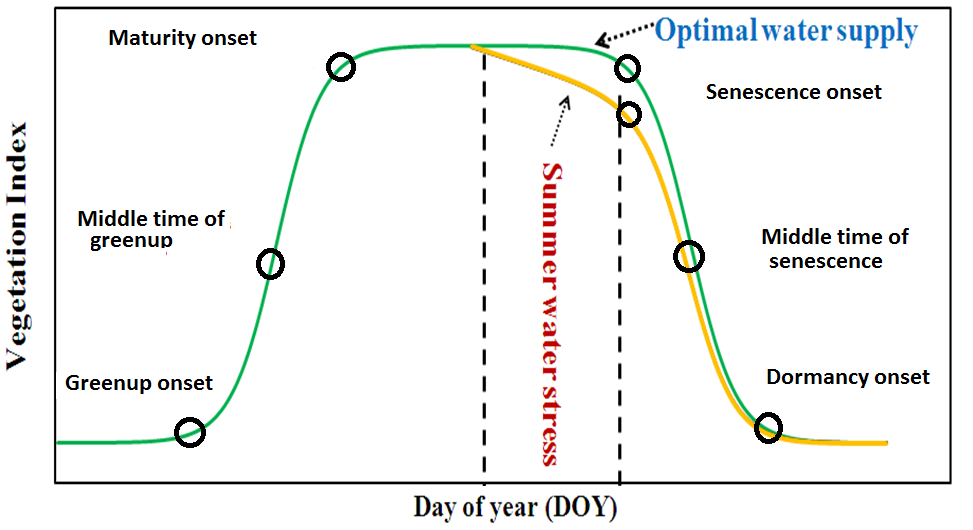 Maturity onset
Optimal water supply
Senescence onset
Vegetation Index
Summer water stress
Middle time of
greenup
Middle time of
senescence
Greenup onset
Dormancy onset
Day of year (DOY)